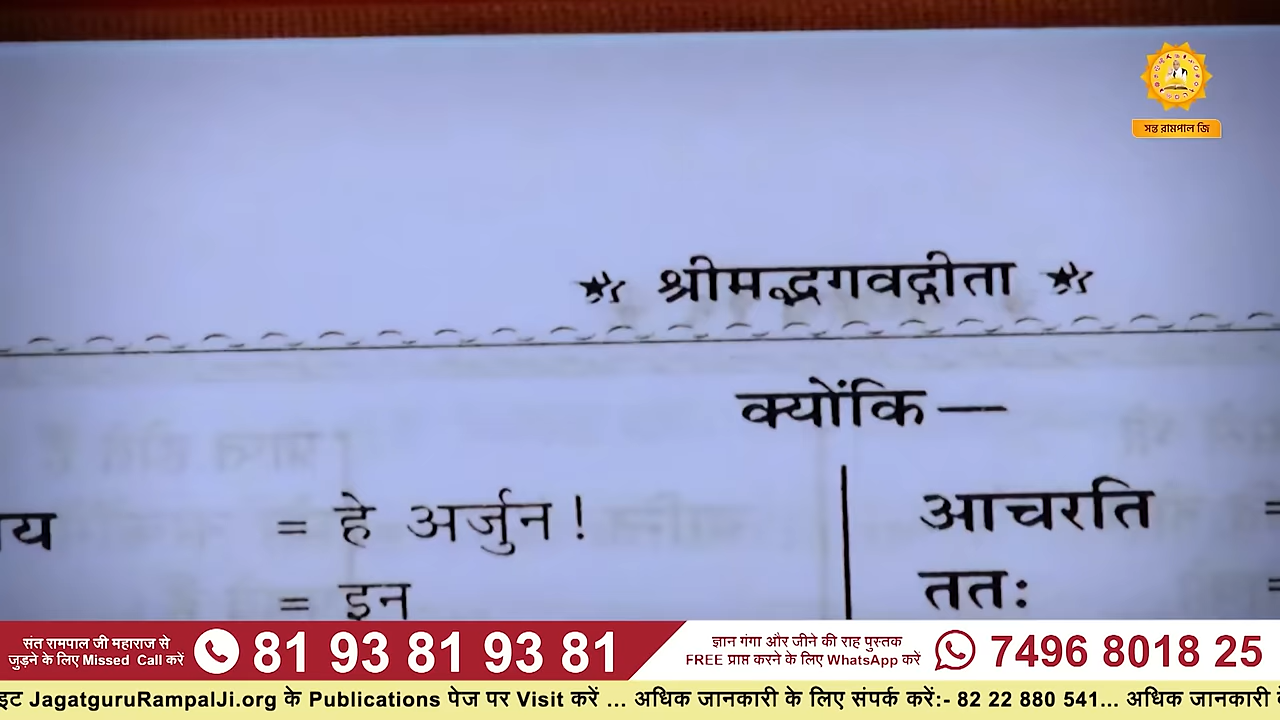 সন্ত রামপাল জি
श्रीमद्भगवद्गीता
क्योंकि —
= हे अर्जुन !
आचरति =
= इन
ततः =
संत रामपाल जी महाराज से
जुड़ने के लिए Missed Call करें
81 93 81 93 81
ज्ञान गंगा और जीने की राह पुस्तक
FREE प्राप्त करने के लिए WhatsApp करें
7496 8018 25
JagatguruRampalJi.org के Publications पेज पर Visit करें ... अधिक जानकारी के लिए संपर्क करें:- 82 22 880 541... अधिक जानकारी